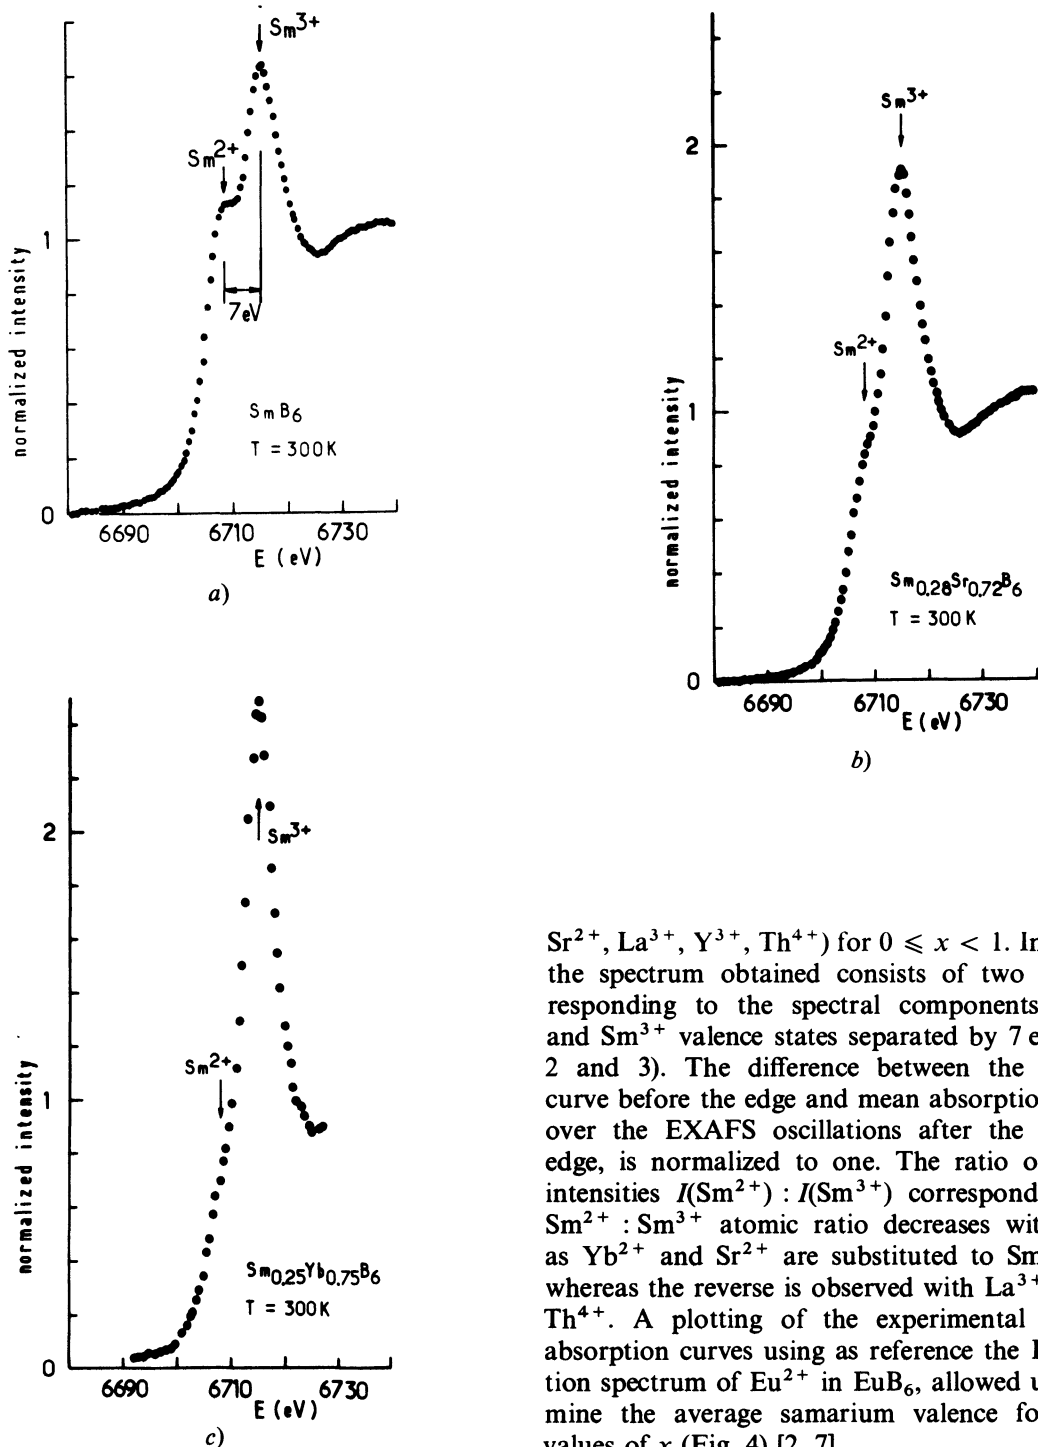 Sm3+
Sm2+
1
7eV
normalized intensity
SmB6
T = 300K
0
6690 6710 6730
E (eV)
a)
Sm3+
2
Sm2+
1
normalized intensity
Sm0.28Sr0.72B6
T = 300K
0
6690 6710 6730
E (eV)
b)
2
Sm3+
Sm2+
1
normalized intensity
Sm0.25Yb0.75B6
T = 300K
0
6690 6710 6730
E (eV)
c)
Sr2+, La3+, Y3+, Th4+) for 0 ⩽ x < 1. In
the spectrum obtained consists of two
responding to the spectral components
and Sm3+ valence states separated by 7 e
2 and 3). The difference between the
curve before the edge and mean absorptio
over the EXAFS oscillations after the
edge, is normalized to one. The ratio o
intensities I(Sm2+) : I(Sm3+) correspond
Sm2+ : Sm3+ atomic ratio decreases wit
as Yb2+ and Sr2+ are substituted to Sm
whereas the reverse is observed with La3+
Th4+. A plotting of the experimental
absorption curves using as reference the
tion spectrum of Eu2+ in EuB6, allowed u
mine the average samarium valence fo
values of x (Fig. 4) [2, 7]